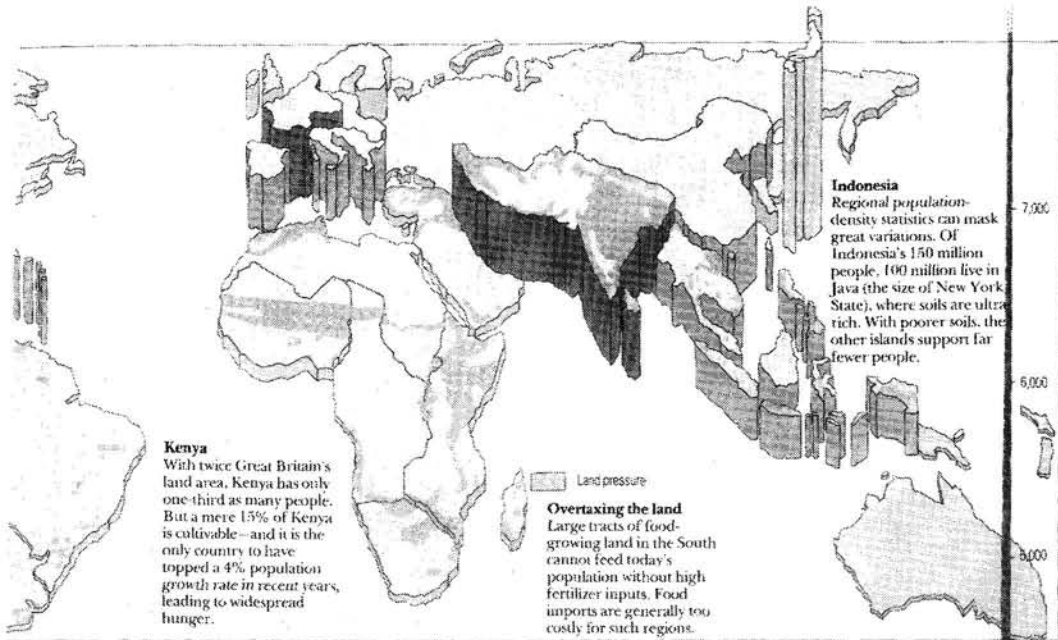 Indonesia
Regional population-
density statistics can mask
great variations. Of
Indonesia's 150 million
people, 100 million live in
Java (the size of New York
State), where soils are ultra
rich. With poorer soils, the
other islands support far
fewer people.
7,000
6,000
5,000
Kenya
With twice Great Britain's
land area, Kenya has only
one-third as many people.
But a mere 15% of Kenya
is cultivable—and it is the
only country to have
topped a 4% population
growth rate in recent years,
leading to widespread
hunger.
Land pressure
Overtaxing the land
Large tracts of food-
growing land in the South
cannot feed today's
population without high
fertilizer inputs. Food
imports are generally too
costly for such regions.